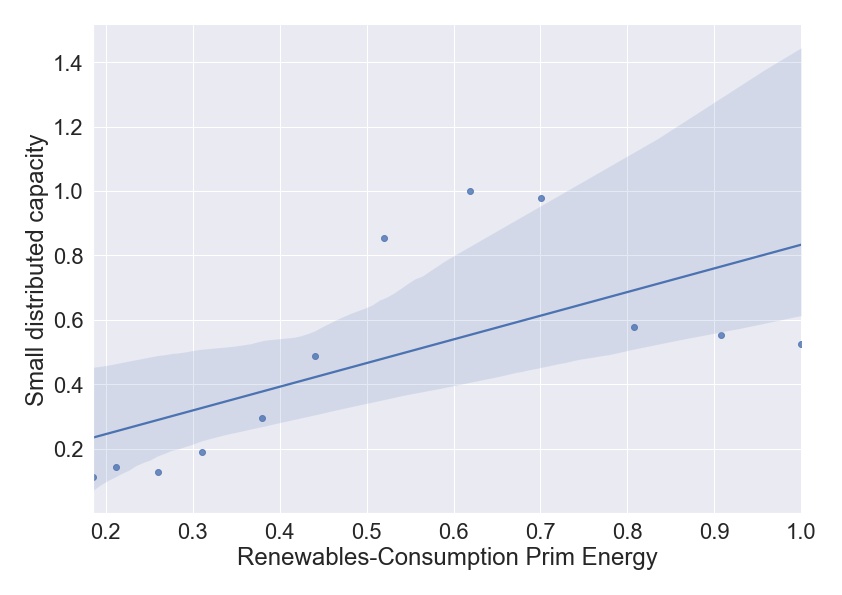 1.4
1.2
1.0
0.8
0.6
0.4
0.2
Small distributed capacity
0.2 0.3 0.4 0.5 0.6 0.7 0.8 0.9 1.0
Renewables-Consumption Prim Energy